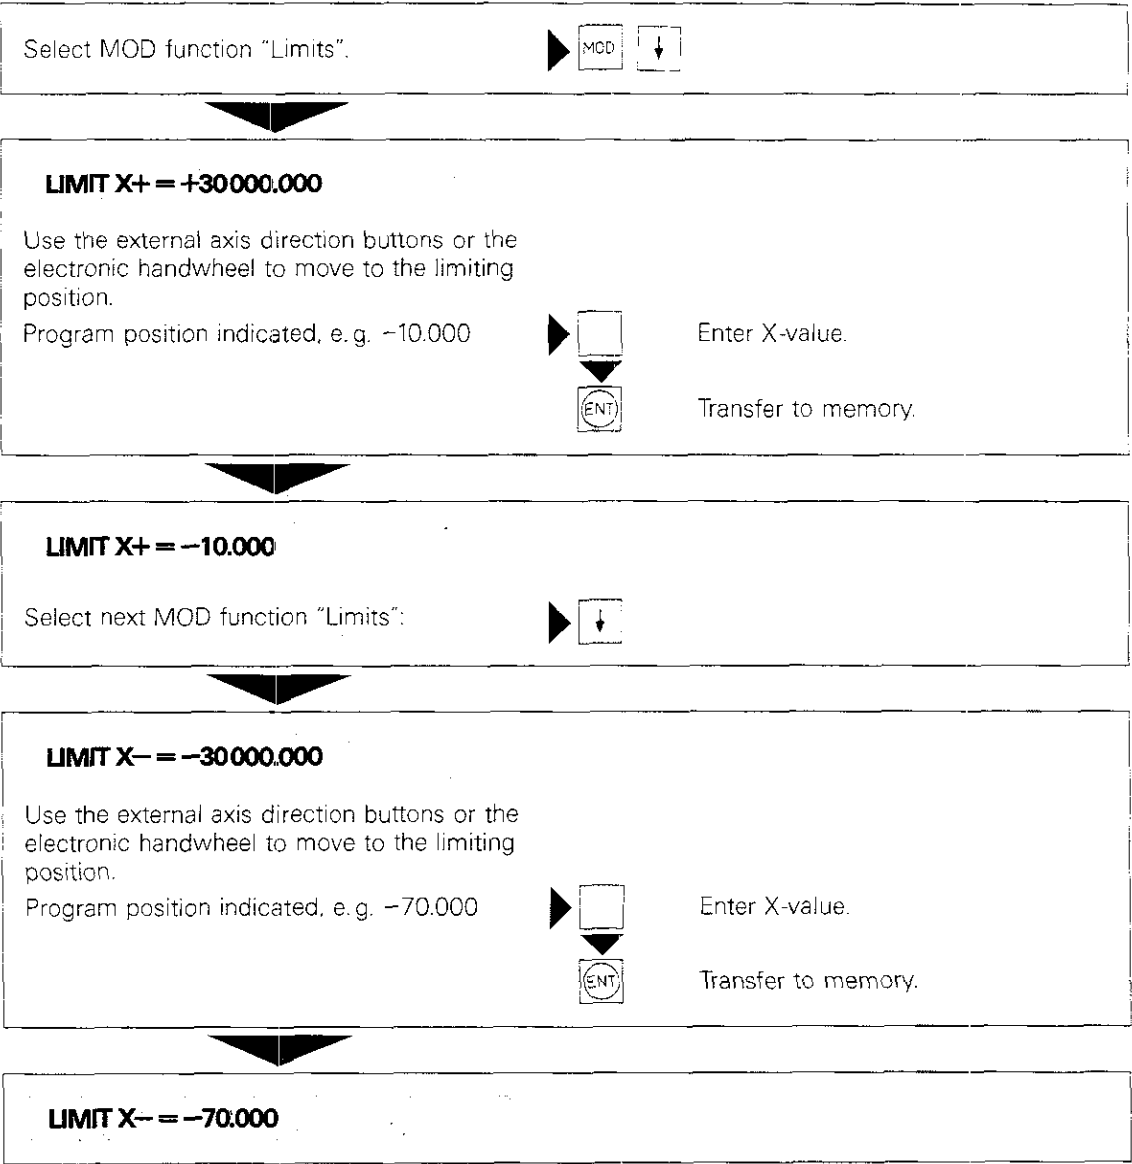 Select MOD function "Limits".
MOD
LIMIT X+ = +30000.000
Use the external axis direction buttons or the
electronic handwheel to move to the limiting
position.
Program position indicated, e.g. −10.000
Enter X-value.
ENT
Transfer to memory.
LIMIT X+ = −10.000
Select next MOD function "Limits":
LIMIT X− = −30000.000
Use the external axis direction buttons or the
electronic handwheel to move to the limiting
position.
Program position indicated, e.g. −70.000
Enter X-value.
ENT
Transfer to memory.
LIMIT X− = −70.000